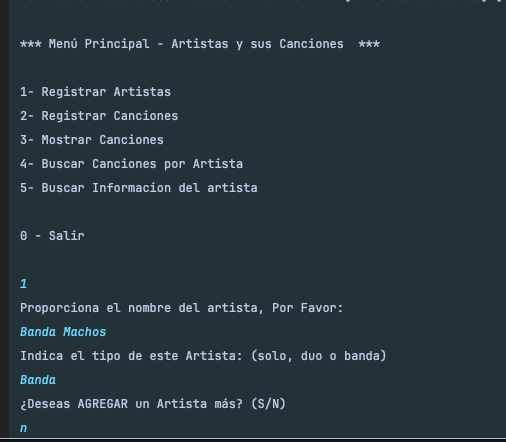 *** Menú Principal - Artistas y sus Canciones  ***
1- Registrar Artistas
2- Registrar Canciones
3- Mostrar Canciones
4- Buscar Canciones por Artista
5- Buscar Informacion del artista
0 - Salir
1
Proporciona el nombre del artista, Por Favor:
Banda Machos
Indica el tipo de este Artista: (solo, duo o banda)
Banda
¿Deseas AGREGAR un Artista más? (S/N)
n